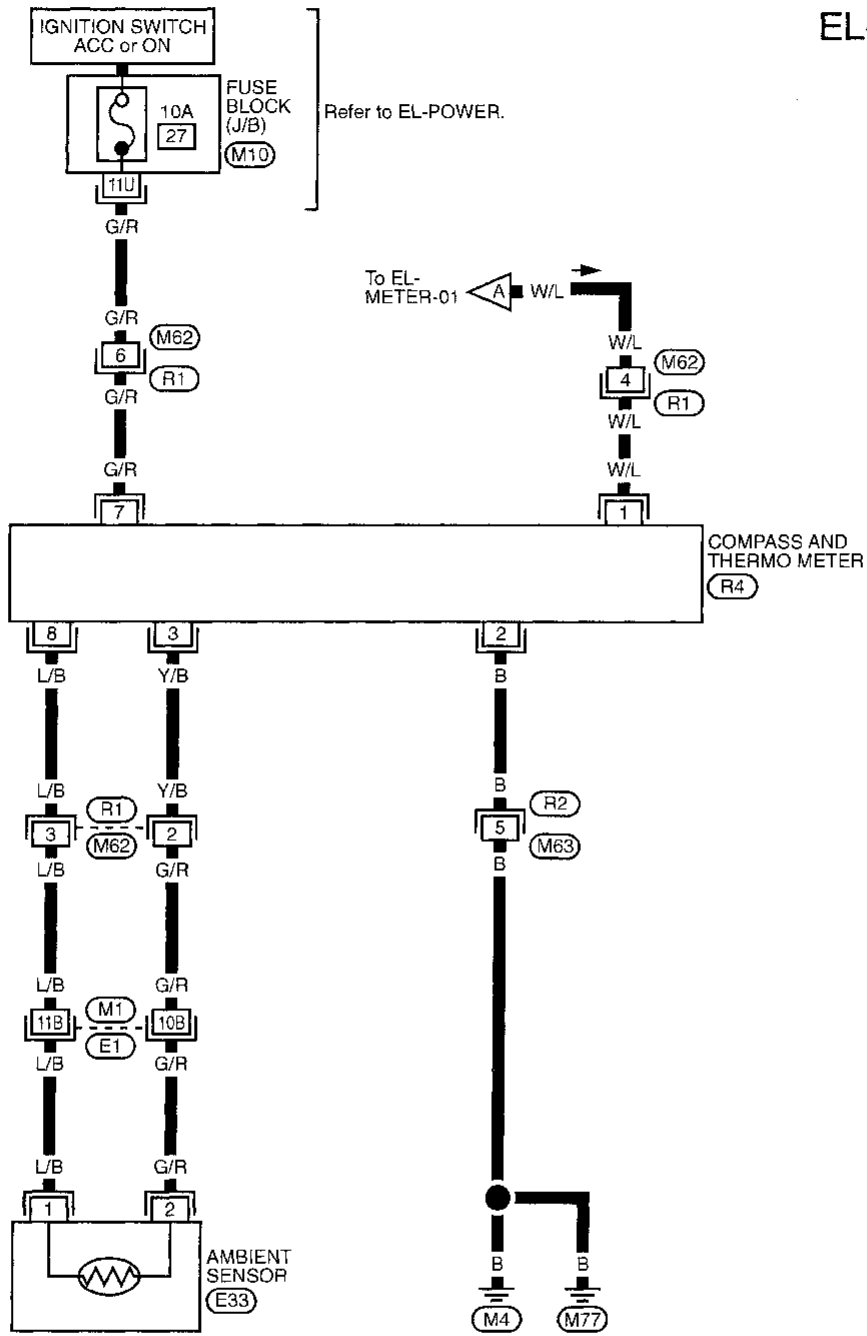 EL-
IGNITION SWITCH
ACC or ON
FUSE
BLOCK
(J/B)
10A
27
M10
Refer to EL-POWER.
11U
G/R
To EL-
METER-01
A
W/L
G/R
W/L
6
M62
R1
4
M62
R1
G/R
W/L
G/R
W/L
7
1
COMPASS AND
THERMO METER
R4
8
3
2
L/B
Y/B
B
L/B
Y/B
B
3
R1
M62
2
5
R2
M63
L/B
G/R
B
L/B
G/R
11B
M1
E1
10B
L/B
G/R
L/B
G/R
1
2
AMBIENT
SENSOR
E33
B
B
M4
M77